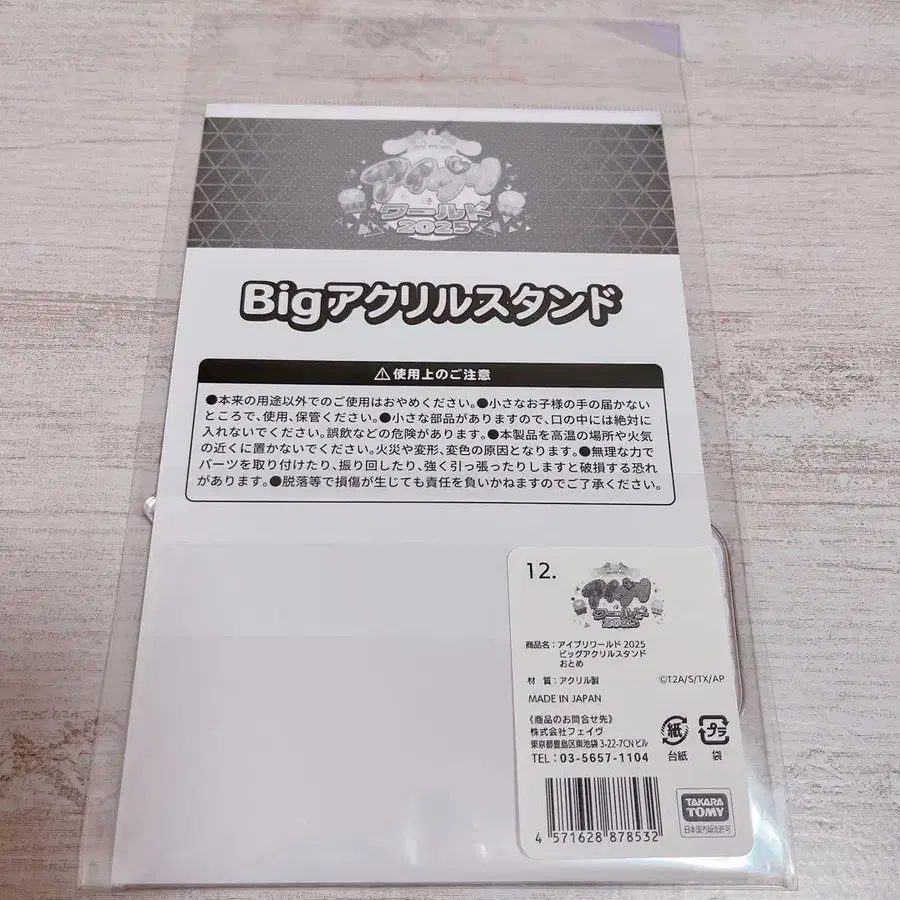 アイプリ
ワールド
2025
Bigアクリルスタンド
⚠使用上のご注意
●本来の用途以外でのご使用はおやめください。●小さなお子様の手の届かない
ところで、使用、保管ください。●小さな部品がありますので、口の中には絶対に
入れないでください。誤飲などの危険があります。●本製品を高温の場所や火気
の近くに置かないでください。火災や変形、変色の原因となります。●無理な力で
パーツを取り付けたり、振り回したり、強く引っ張ったりしますと破損する恐れ
があります。●脱落等で損傷が生じても責任を負いかねますのでご了承ください。
12.
アイプリ
ワールド
2025
商品名：アイプリワールド 2025
ビッグアクリルスタンド
おとめ
材 質：アクリル製
©T2A/S/TX/AP
MADE IN JAPAN
《商品のお問合せ先》
株式会社フェイヴ
東京都豊島区東池袋 3-22-7CN ビル
TEL：03-5657-1104
紙
台紙
プラ
袋
4 571628 878532
TAKARA
TOMY
日本国内販売許可